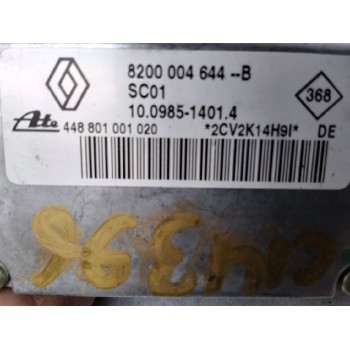 8200 004 644 --B
SC01
368
10.0985-1401.4
Ate 448 801 001 020 *2CV2K14H9I* DE